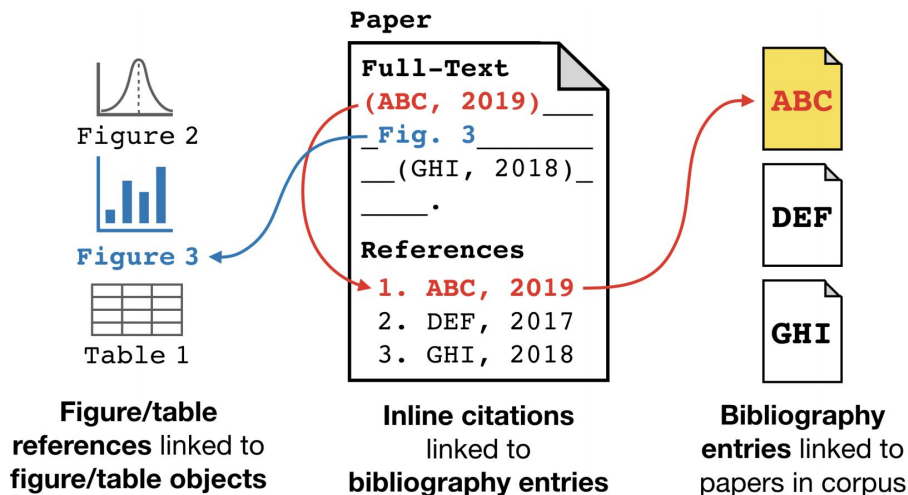 Figure 2
Figure 3
Table 1
Figure/table
references linked to
figure/table objects
Paper
Full-Text
(ABC, 2019)___
_Fig. 3_______
__(GHI, 2018)_
____.
References
1. ABC, 2019
2. DEF, 2017
3. GHI, 2018
Inline citations
linked to
bibliography entries
ABC
DEF
GHI
Bibliography
entries linked to
papers in corpus